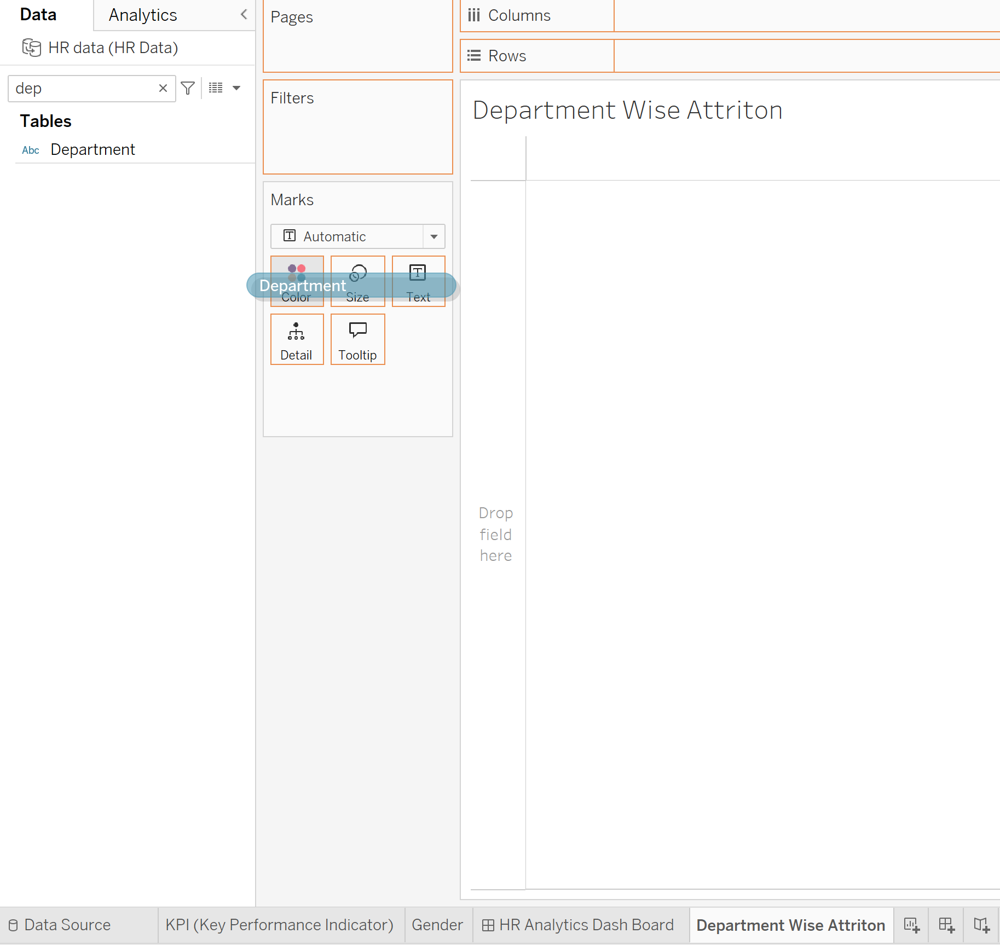 Data
Analytics
HR data (HR Data)
dep
Tables
Abc Department
Pages
Filters
Marks
Automatic
Department
Color
Size
Text
Detail
Tooltip
Columns
Rows
Department Wise Attriton
Drop
field
here
Data Source
KPI (Key Performance Indicator)
Gender
HR Analytics Dash Board
Department Wise Attriton